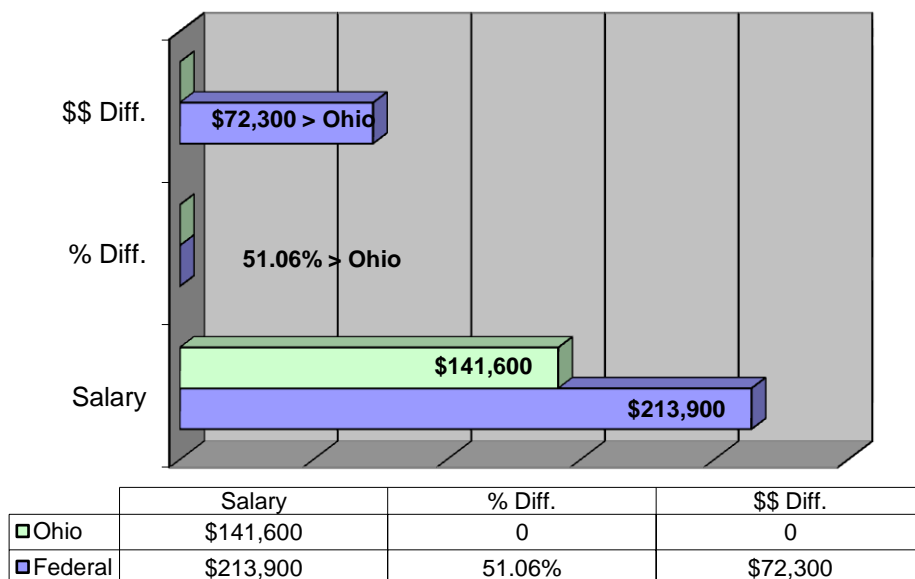 $$ Diff.
$72,300 > Ohio
% Diff.
51.06% > Ohio
Salary
$141,600
$213,900
Salary % Diff. $$ Diff.
Ohio $141,600 0 0
Federal $213,900 51.06% $72,300